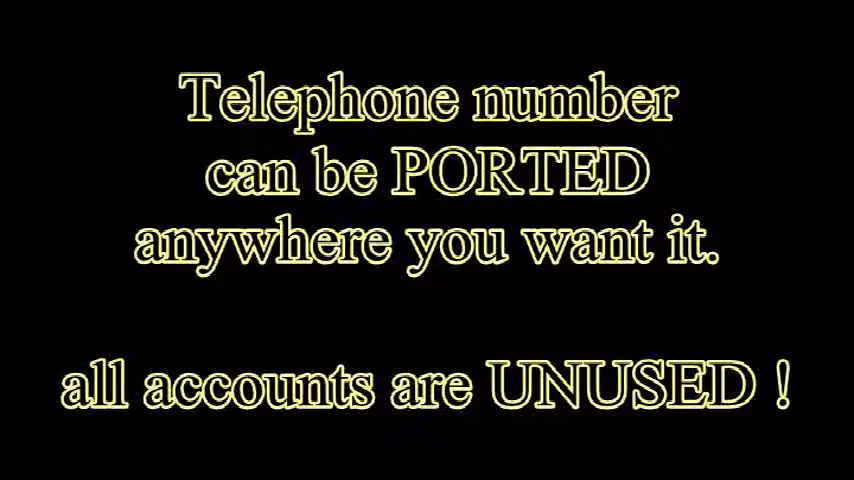 Telephone number
can be PORTED
anywhere you want it.
all accounts are UNUSED !